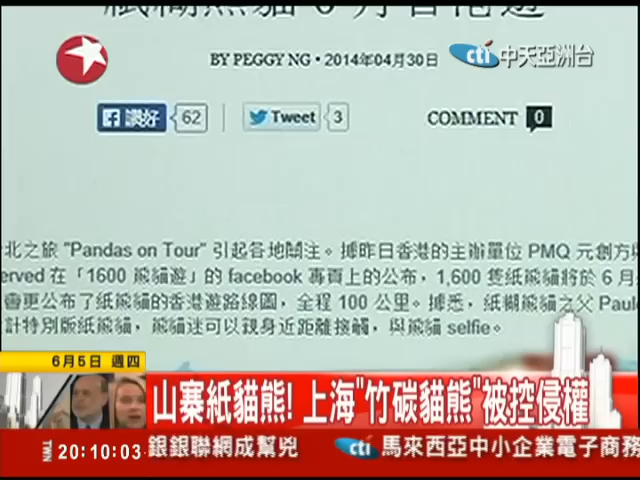 紙糊熊貓 6 月香港遊
BY PEGGY NG • 2014年04月30日
cti 中天亞洲台
讚好 62 Tweet 3 COMMENT 0
北之旅 "Pandas on Tour" 引起各地關注。據昨日香港的主辦單位 PMQ 元創方
erved 在「1600 熊貓遊」的 facebook 專頁上的公布，1,600 隻紙熊貓將於 6 月
會更公布了紙熊貓的香港遊路線圖，全程 100 公里。據悉，紙糊熊貓之父 Paul
計特別版紙熊貓，熊貓迷可以親身近距離接觸，與熊貓 selfie。
6月5日 週四
山寨紙貓熊! 上海"竹碳貓熊"被控侵權
TWN 20:10:03 銀銀聯網成幫兇 cti 馬來西亞中小企業電子商務